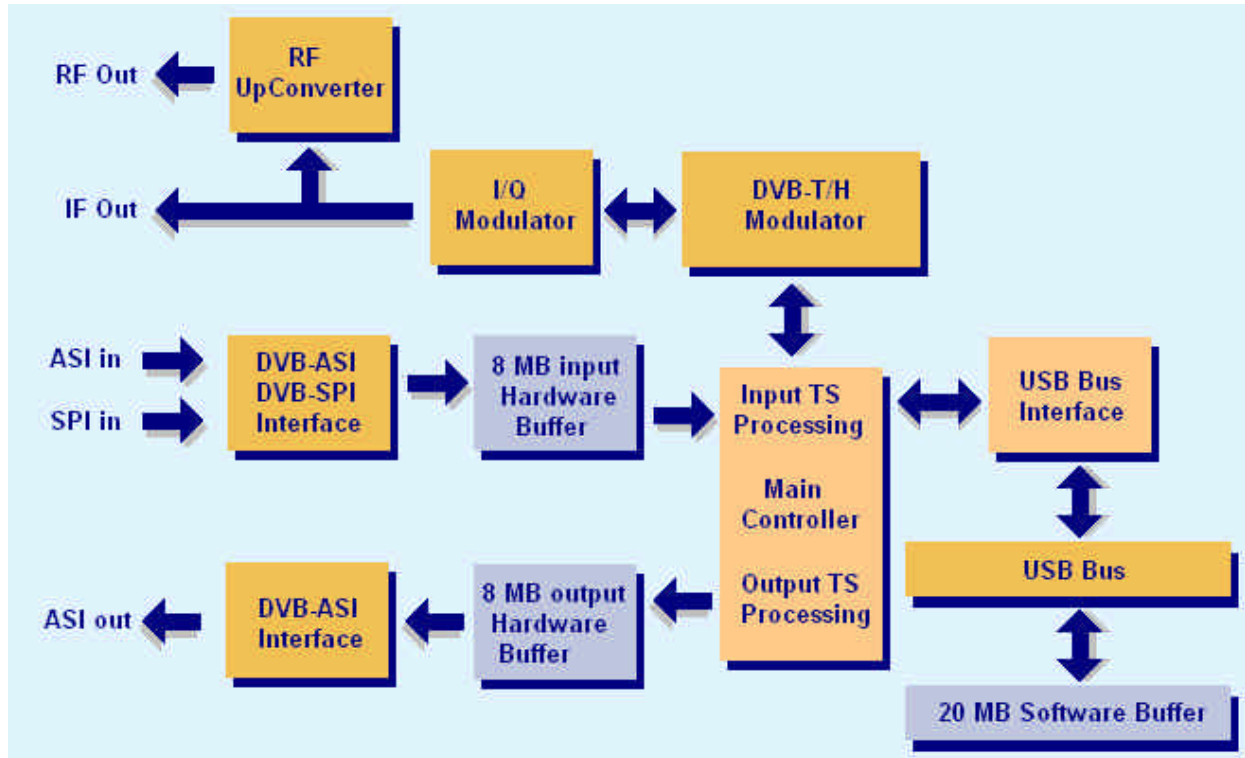 RF Out
RF
UpConverter
IF Out
I/Q
Modulator
DVB-T/H
Modulator
ASI in
SPI in
DVB-ASI
DVB-SPI
Interface
8 MB input
Hardware
Buffer
Input TS
Processing
Main
Controller
Output TS
Processing
USB Bus
Interface
USB Bus
20 MB Software Buffer
8 MB output
Hardware
Buffer
DVB-ASI
Interface
ASI out